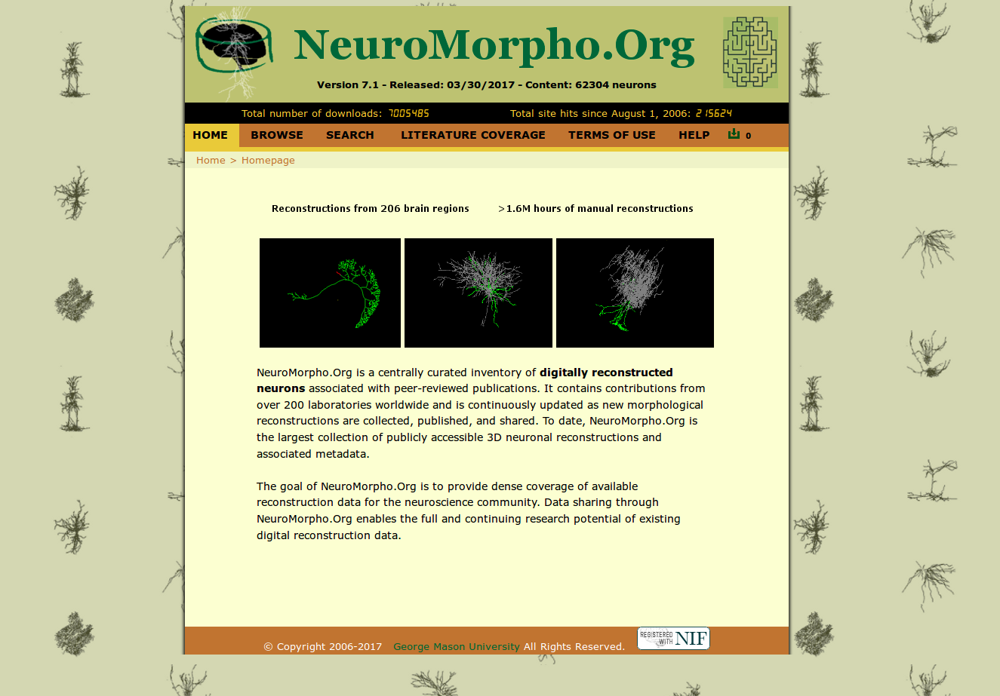 NeuroMorpho.Org
Version 7.1 - Released: 03/30/2017 - Content: 62304 neurons
Total number of downloads: 7005485 Total site hits since August 1, 2006: 215624
HOME BROWSE SEARCH LITERATURE COVERAGE TERMS OF USE HELP 0
Home > Homepage
Reconstructions from 206 brain regions >1.6M hours of manual reconstructions
NeuroMorpho.Org is a centrally curated inventory of digitally reconstructed
neurons associated with peer-reviewed publications. It contains contributions from
over 200 laboratories worldwide and is continuously updated as new morphological
reconstructions are collected, published, and shared. To date, NeuroMorpho.Org is
the largest collection of publicly accessible 3D neuronal reconstructions and
associated metadata.
The goal of NeuroMorpho.Org is to provide dense coverage of available
reconstruction data for the neuroscience community. Data sharing through
NeuroMorpho.Org enables the full and continuing research potential of existing
digital reconstruction data.
© Copyright 2006-2017 George Mason University All Rights Reserved.
REGISTERED WITH NIF